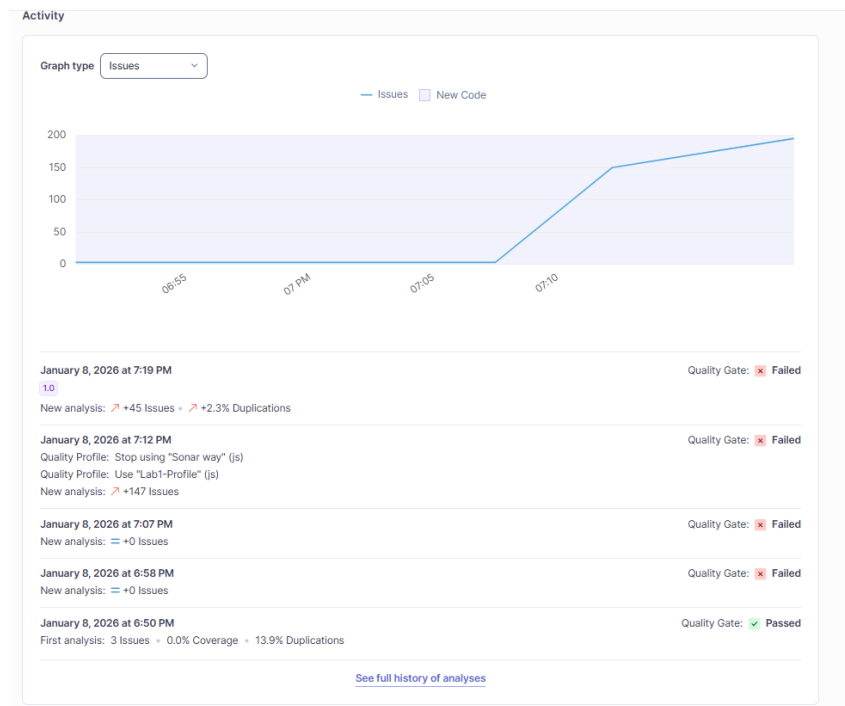 Activity
Graph type Issues
Issues New Code
200
150
100
50
0
06:55 07 PM 07:05 07:10
January 8, 2026 at 7:19 PM Quality Gate: Failed
1.0
New analysis: +45 Issues +2.3% Duplications
January 8, 2026 at 7:12 PM Quality Gate: Failed
Quality Profile: Stop using "Sonar way" (js)
Quality Profile: Use "Lab1-Profile" (js)
New analysis: +147 Issues
January 8, 2026 at 7:07 PM Quality Gate: Failed
New analysis: +0 Issues
January 8, 2026 at 6:58 PM Quality Gate: Failed
New analysis: +0 Issues
January 8, 2026 at 6:50 PM Quality Gate: Passed
First analysis: 3 Issues 0.0% Coverage 13.9% Duplications
See full history of analyses